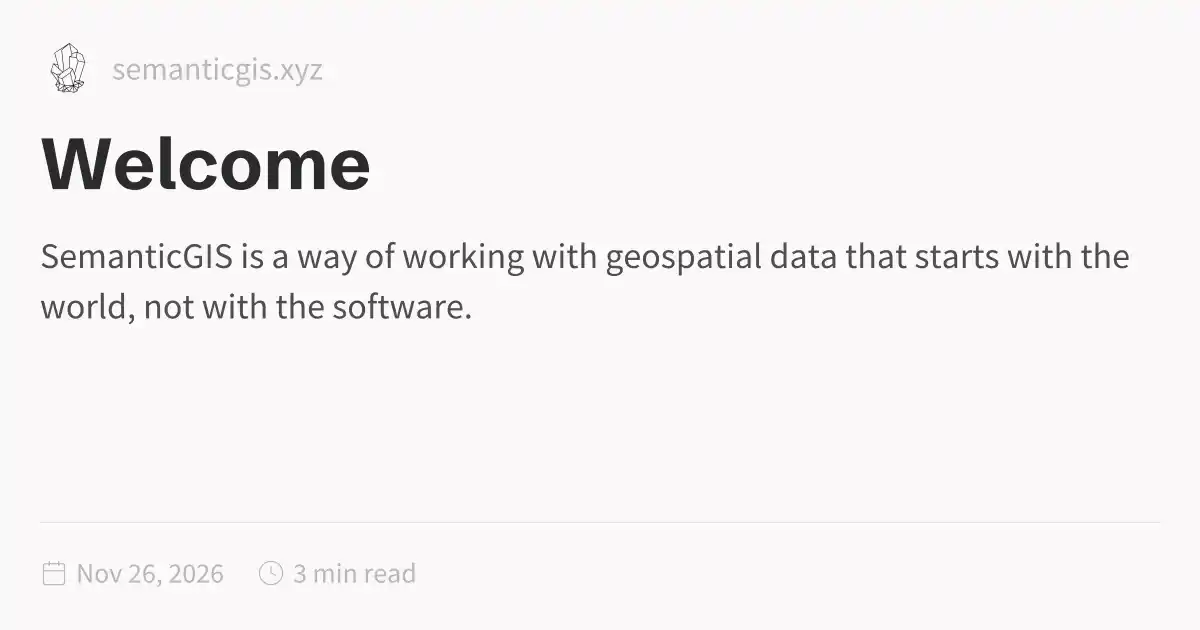 semanticgis.xyz
Welcome
SemanticGIS is a way of working with geospatial data that starts with the
world, not with the software.
Nov 26, 2026 3 min read